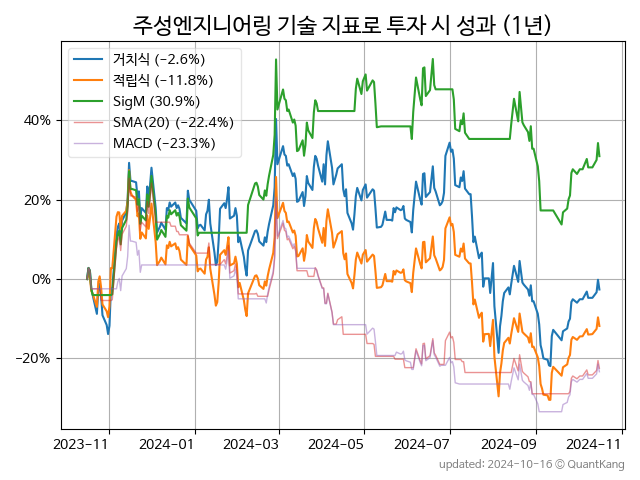 주성엔지니어링 기술 지표로 투자 시 성과 (1년)
거치식 (−2.6%)
적립식 (−11.8%)
SigM (30.9%)
SMA(20) (−22.4%)
MACD (−23.3%)
40%
20%
0%
−20%
2023−11 2024−01 2024−03 2024−05 2024−07 2024−09 2024−11
updated: 2024-10-16 © QuantKang